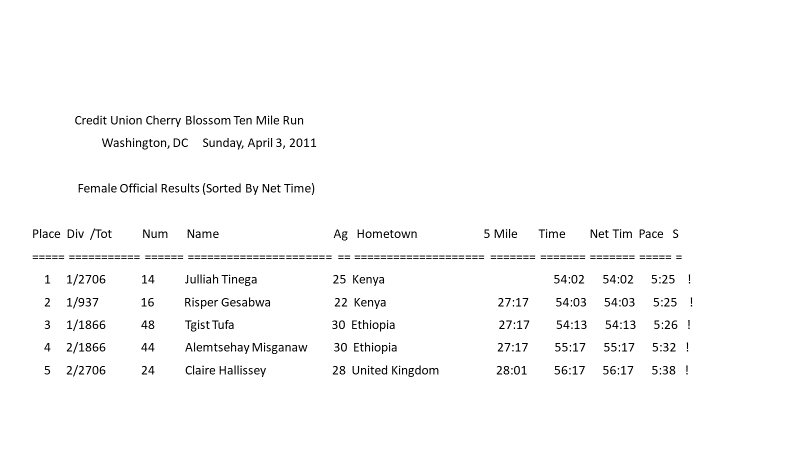 Credit Union Cherry Blossom Ten Mile Run
Washington, DC Sunday, April 3, 2011
Female Official Results (Sorted By Net Time)
Place Div /Tot Num Name Ag Hometown 5 Mile Time Net Tim Pace S
===== =========== ====== ====================== == ==================== ======= ======= ======= ===== =
1 1/2706 14 Julliah Tinega 25 Kenya 54:02 54:02 5:25 !
2 1/937 16 Risper Gesabwa 22 Kenya 27:17 54:03 54:03 5:25 !
3 1/1866 48 Tgist Tufa 30 Ethiopia 27:17 54:13 54:13 5:26 !
4 2/1866 44 Alemtsehay Misganaw 30 Ethiopia 27:17 55:17 55:17 5:32 !
5 2/2706 24 Claire Hallissey 28 United Kingdom 28:01 56:17 56:17 5:38 !